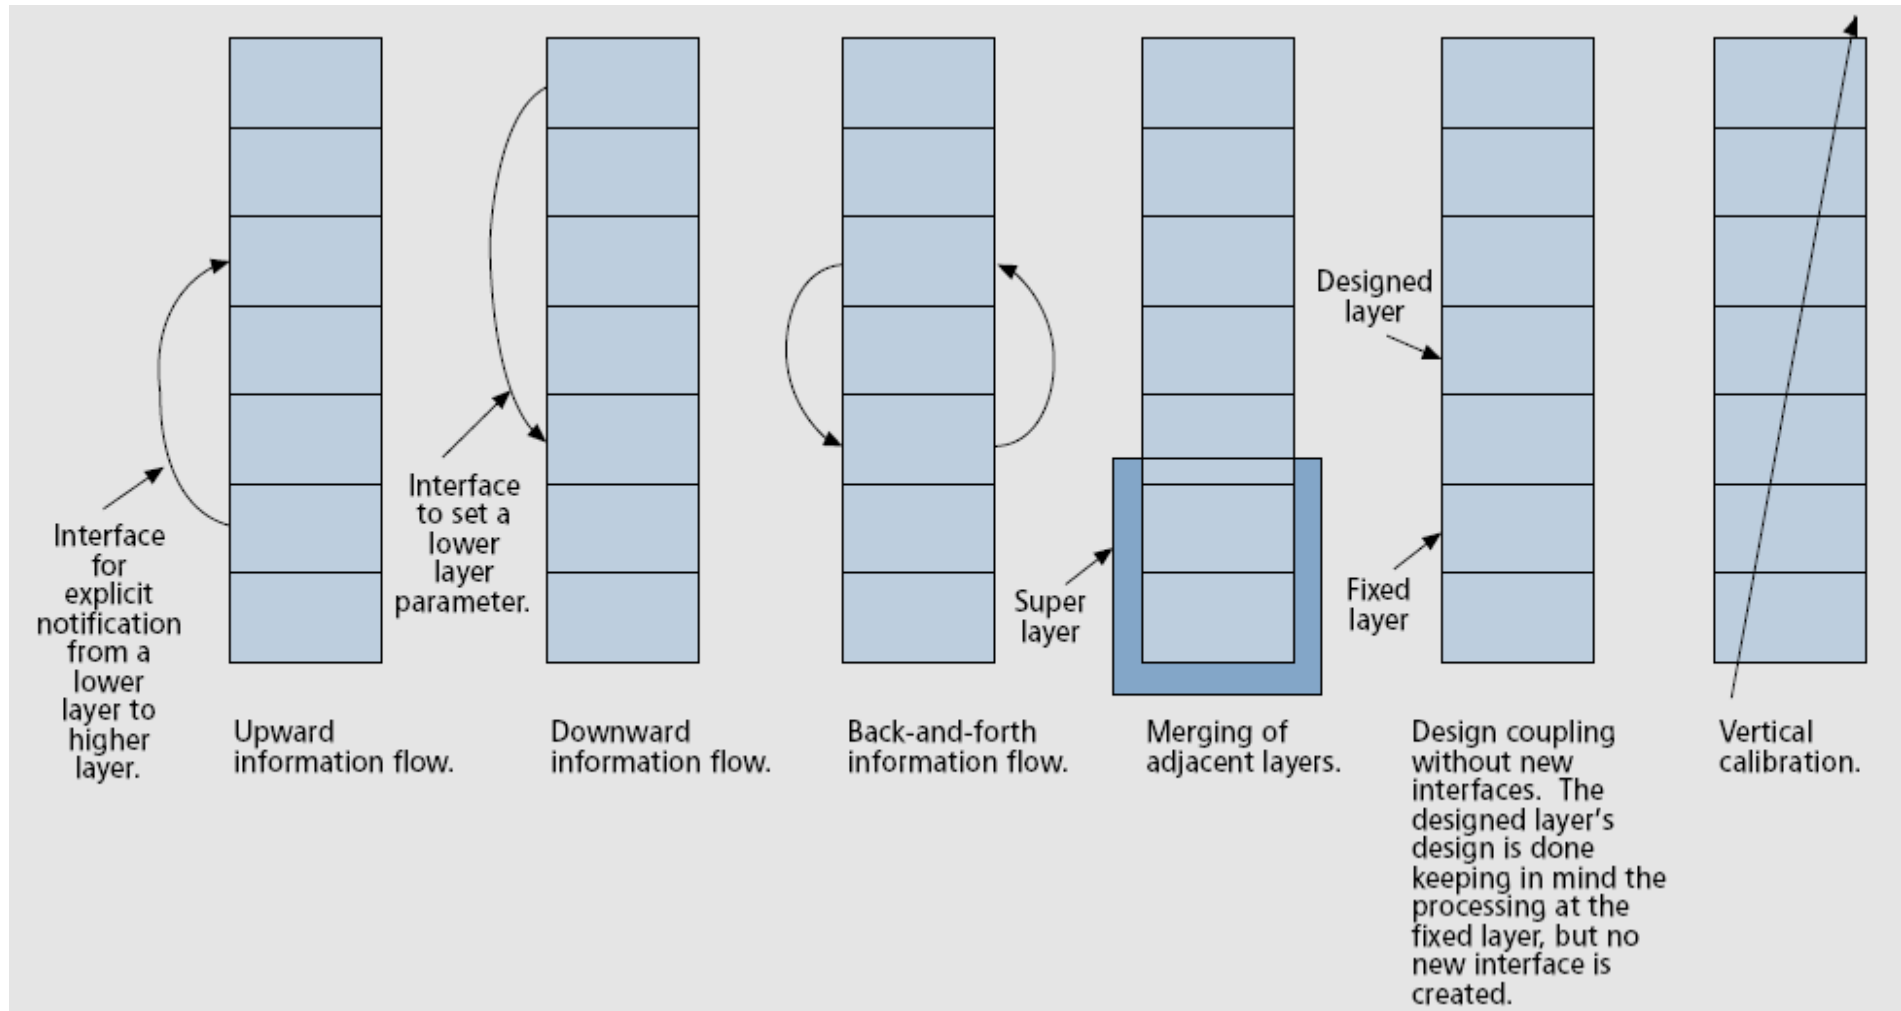 Interface
for
explicit
notification
from a
lower
layer to
higher
layer.
Upward
information flow.
Interface
to set a
lower
layer
parameter.
Downward
information flow.
Back-and-forth
information flow.
Super
layer
Merging of
adjacent layers.
Designed
layer
Fixed
layer
Design coupling
without new
interfaces. The
designed layer's
design is done
keeping in mind the
processing at the
fixed layer, but no
new interface is
created.
Vertical
calibration.